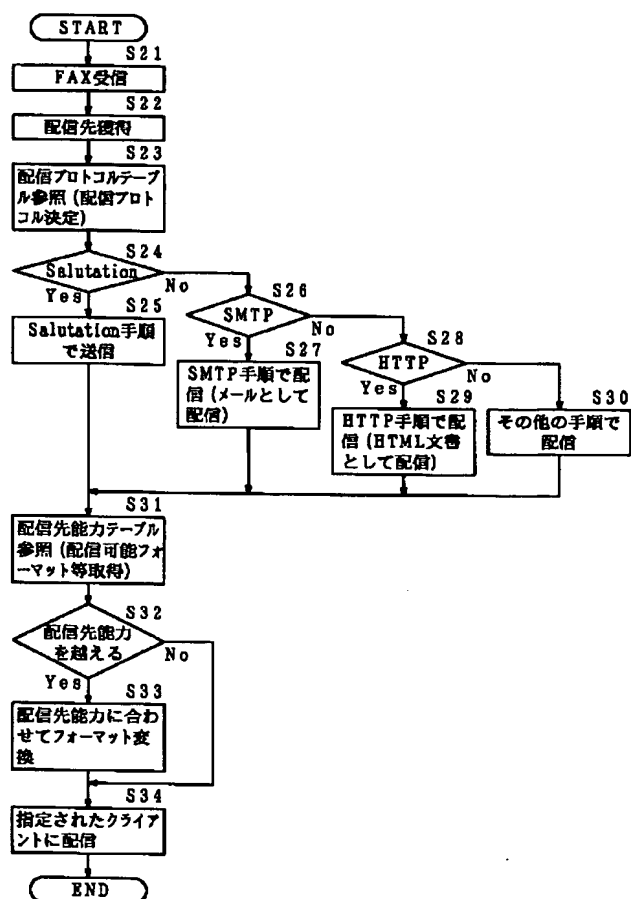 START
S21
FAX受信
S22
配信先獲得
S23
配信プロトコルテーブ
ル参照(配信プロト
コル決定)
S24
Salutation
Yes
No
S25
Salutation手順
で送信
S26
SMTP
Yes
No
S27
SMTP手順で配
信(メールとして
配信)
S28
HTTP
Yes
No
S29
HTTP手順で配
信(HTML文書
として配信)
S30
その他の手順で
配信
S31
配信先能力テーブル
参照(配信可能フォ
ーマット等取得)
S32
配信先能力
を越える
Yes
No
S33
配信先能力に合わ
せてフォーマット変
換
S34
指定されたクライア
ントに配信
END